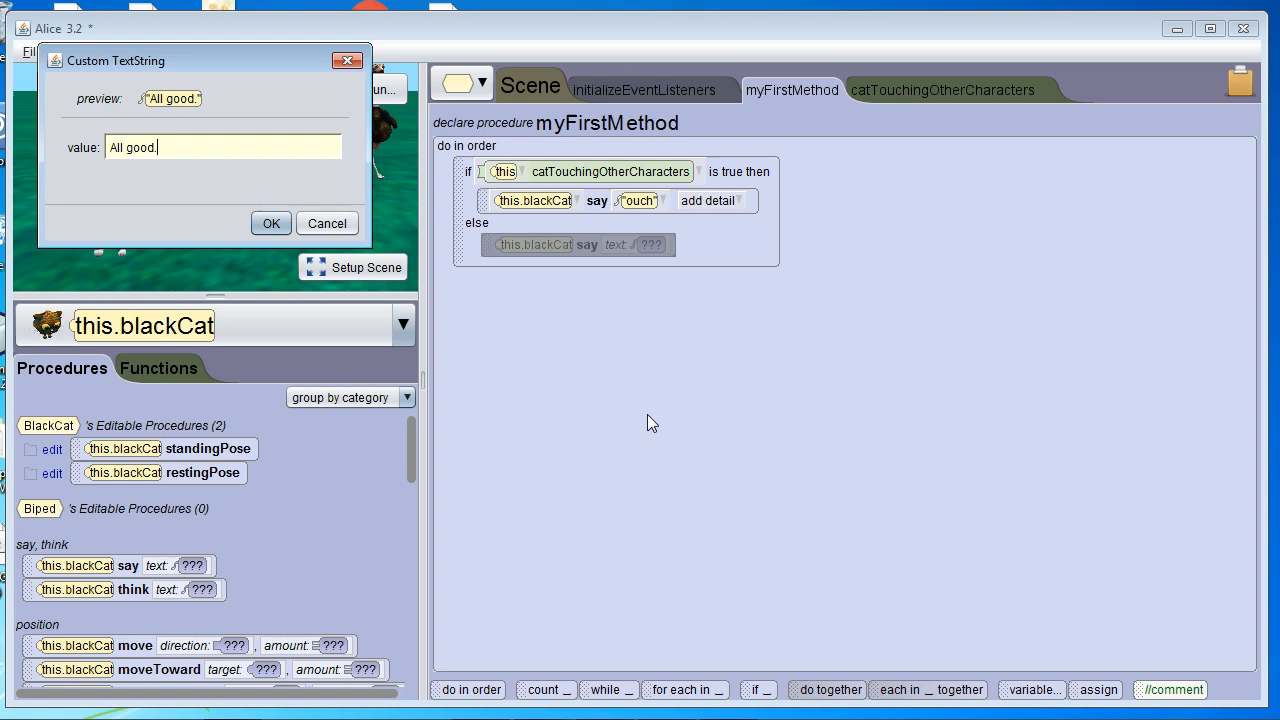 Alice 3.2 *
Fil
Custom TextString
preview: "All good."
value: All good.
OK Cancel
un...
Setup Scene
this.blackCat
Procedures Functions
group by category
BlackCat 's Editable Procedures (2)
edit this.blackCat standingPose
edit this.blackCat restingPose
Biped 's Editable Procedures (0)
say, think
this.blackCat say text: ???
this.blackCat think text: ???
position
this.blackCat move direction: ??? , amount: ???
this.blackCat moveToward target: ??? , amount: ???
Scene initializeEventListeners myFirstMethod catTouchingOtherCharacters
declare procedure myFirstMethod
do in order
if this catTouchingOtherCharacters is true then
this.blackCat say "ouch" add detail
else
this.blackCat say text: ???
do in order count _ while _ for each in _ if _ do together each in _ together variable... assign //comment